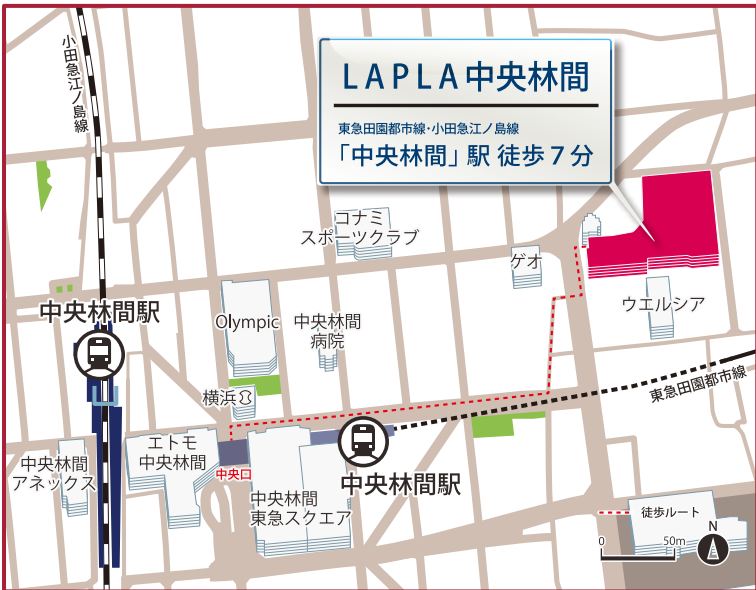 小田急江ノ島線
LAPLA中央林間
東急田園都市線・小田急江ノ島線
「中央林間」駅 徒歩7分
コナミ
スポーツクラブ
ゲオ
ウエルシア
中央林間駅
Olympic
中央林間
病院
横浜
東急田園都市線
エトモ
中央林間
中央口
中央林間
アネックス
中央林間
東急スクエア
中央林間駅
徒歩ルート
0 50m
N